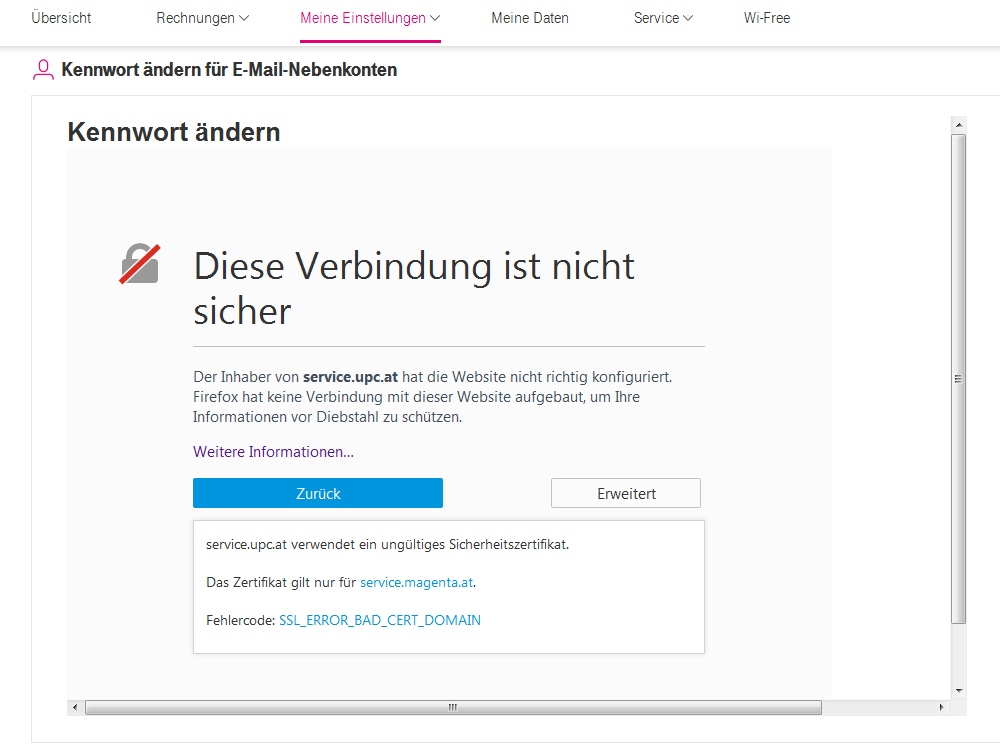 Übersicht Rechnungen Meine Einstellungen Meine Daten Service Wi-Free
Kennwort ändern für E-Mail-Nebenkonten
Kennwort ändern
Diese Verbindung ist nicht
sicher
Der Inhaber von service.upc.at hat die Website nicht richtig konfiguriert.
Firefox hat keine Verbindung mit dieser Website aufgebaut, um Ihre
Informationen vor Diebstahl zu schützen.
Weitere Informationen...
Zurück Erweitert
service.upc.at verwendet ein ungültiges Sicherheitszertifikat.
Das Zertifikat gilt nur für service.magenta.at.
Fehlercode: SSL_ERROR_BAD_CERT_DOMAIN